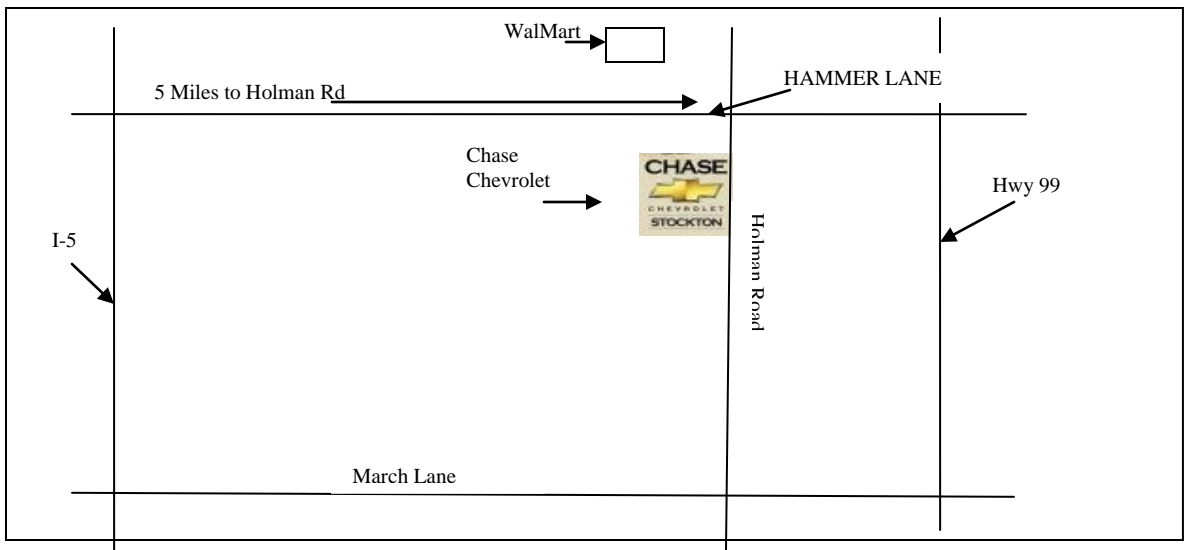 WalMart
HAMMER LANE
5 Miles to Holman Rd
Chase
Chevrolet
CHASE
CHEVROLET
STOCKTON
Hwy 99
Holman Road
I-5
March Lane